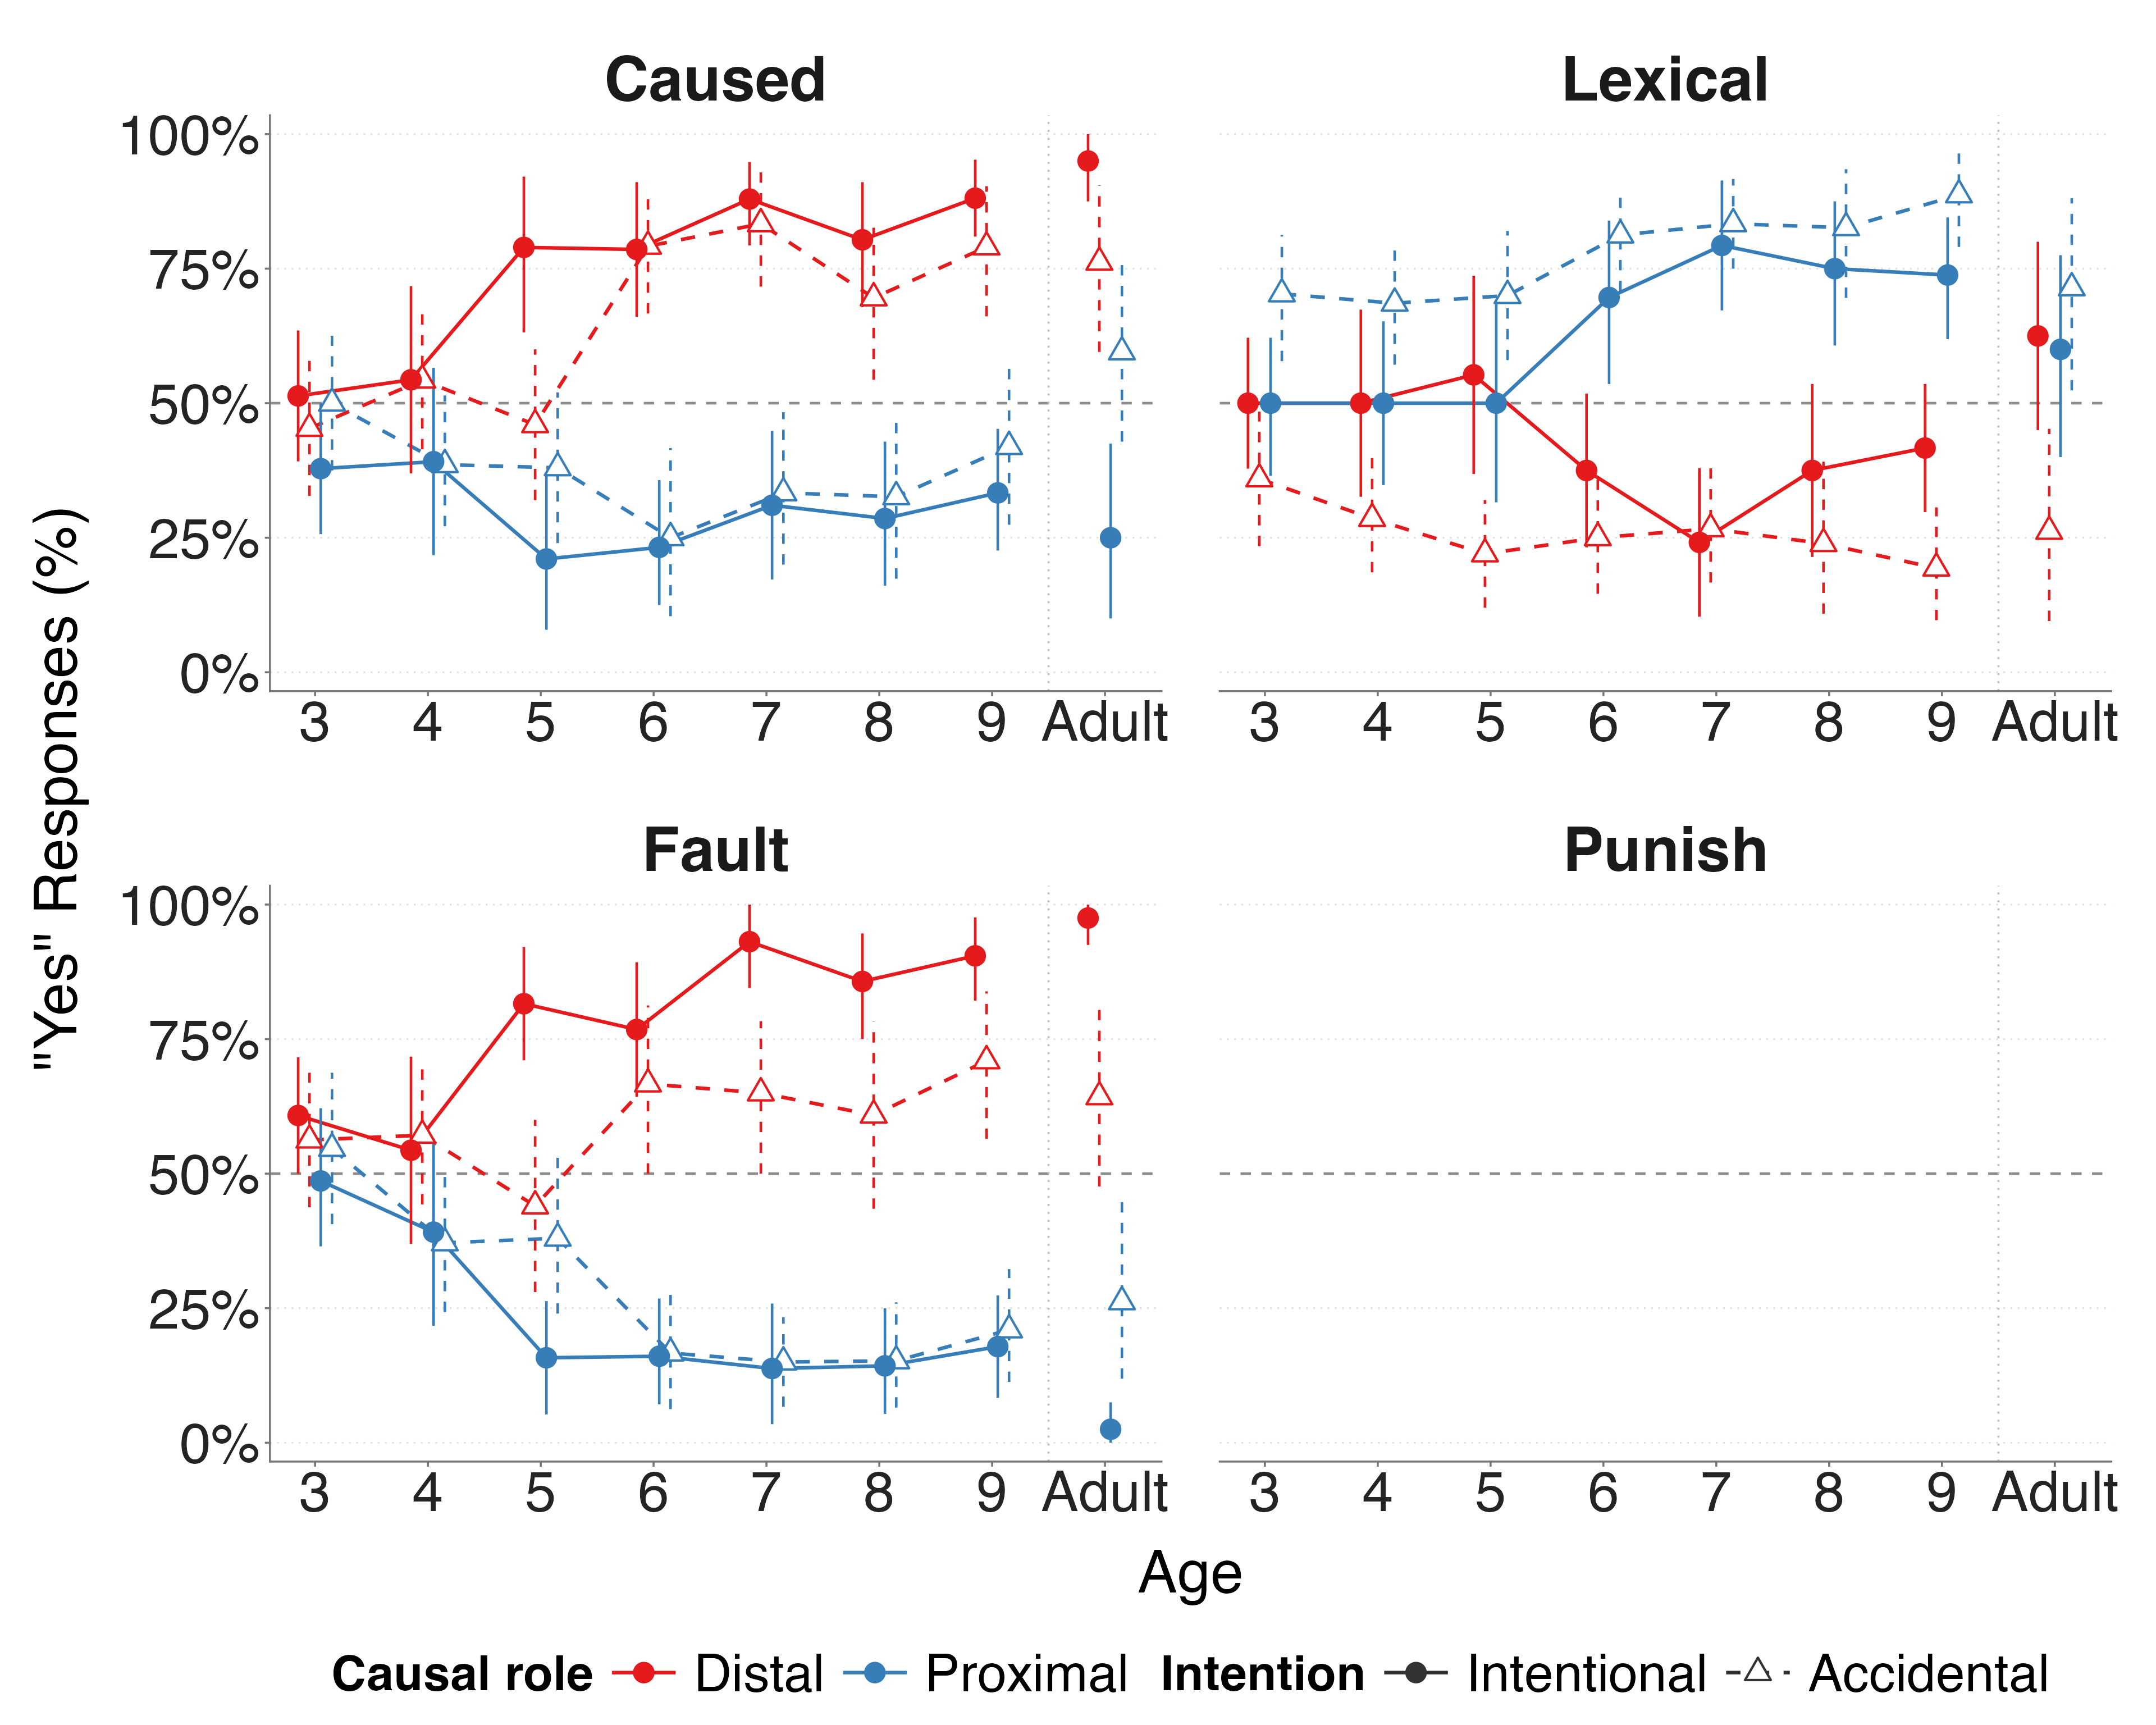 Caused
Lexical
100%
75%
50%
25%
0%
3 4 5 6 7 8 9 Adult
3 4 5 6 7 8 9 Adult
"Yes" Responses (%)
Fault
Punish
100%
75%
50%
25%
0%
3 4 5 6 7 8 9 Adult
3 4 5 6 7 8 9 Adult
Age
Causal role Distal Proximal Intention Intentional Accidental